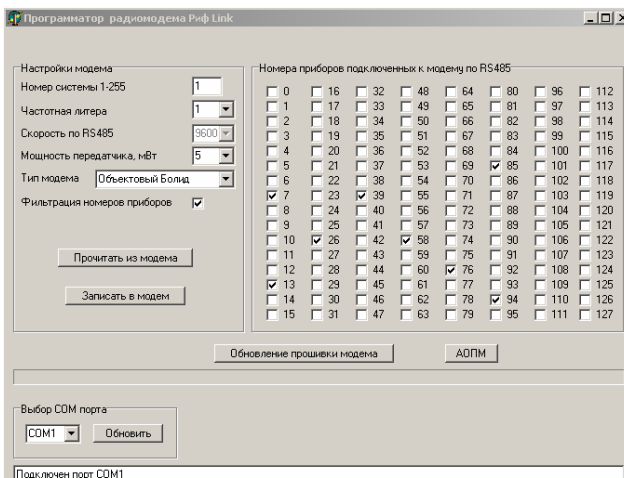 Программатор радиомодема Риф Link
Настройки модема
Номер системы 1-255 1
Частотная литера 1
Скорость по RS485 9600
Мощность передатчика, мВт 5
Тип модема Объектовый Болид
Фильтрация номеров приборов
Прочитать из модема
Записать в модем
Номера приборов подключенных к модему по RS485
0 16 32 48 64 80 96 112
1 17 33 49 65 81 97 113
2 18 34 50 66 82 98 114
3 19 35 51 67 83 99 115
4 20 36 52 68 84 100 116
5 21 37 53 69 85 101 117
6 22 38 54 70 86 102 118
7 23 39 55 71 87 103 119
8 24 40 56 72 88 104 120
9 25 41 57 73 89 105 121
10 26 42 58 74 90 106 122
11 27 43 59 75 91 107 123
12 28 44 60 76 92 108 124
13 29 45 61 77 93 109 125
14 30 46 62 78 94 110 126
15 31 47 63 79 95 111 127
Обновление прошивки модема АОПМ
Выбор COM порта
COM1 Обновить
Подключен порт COM1